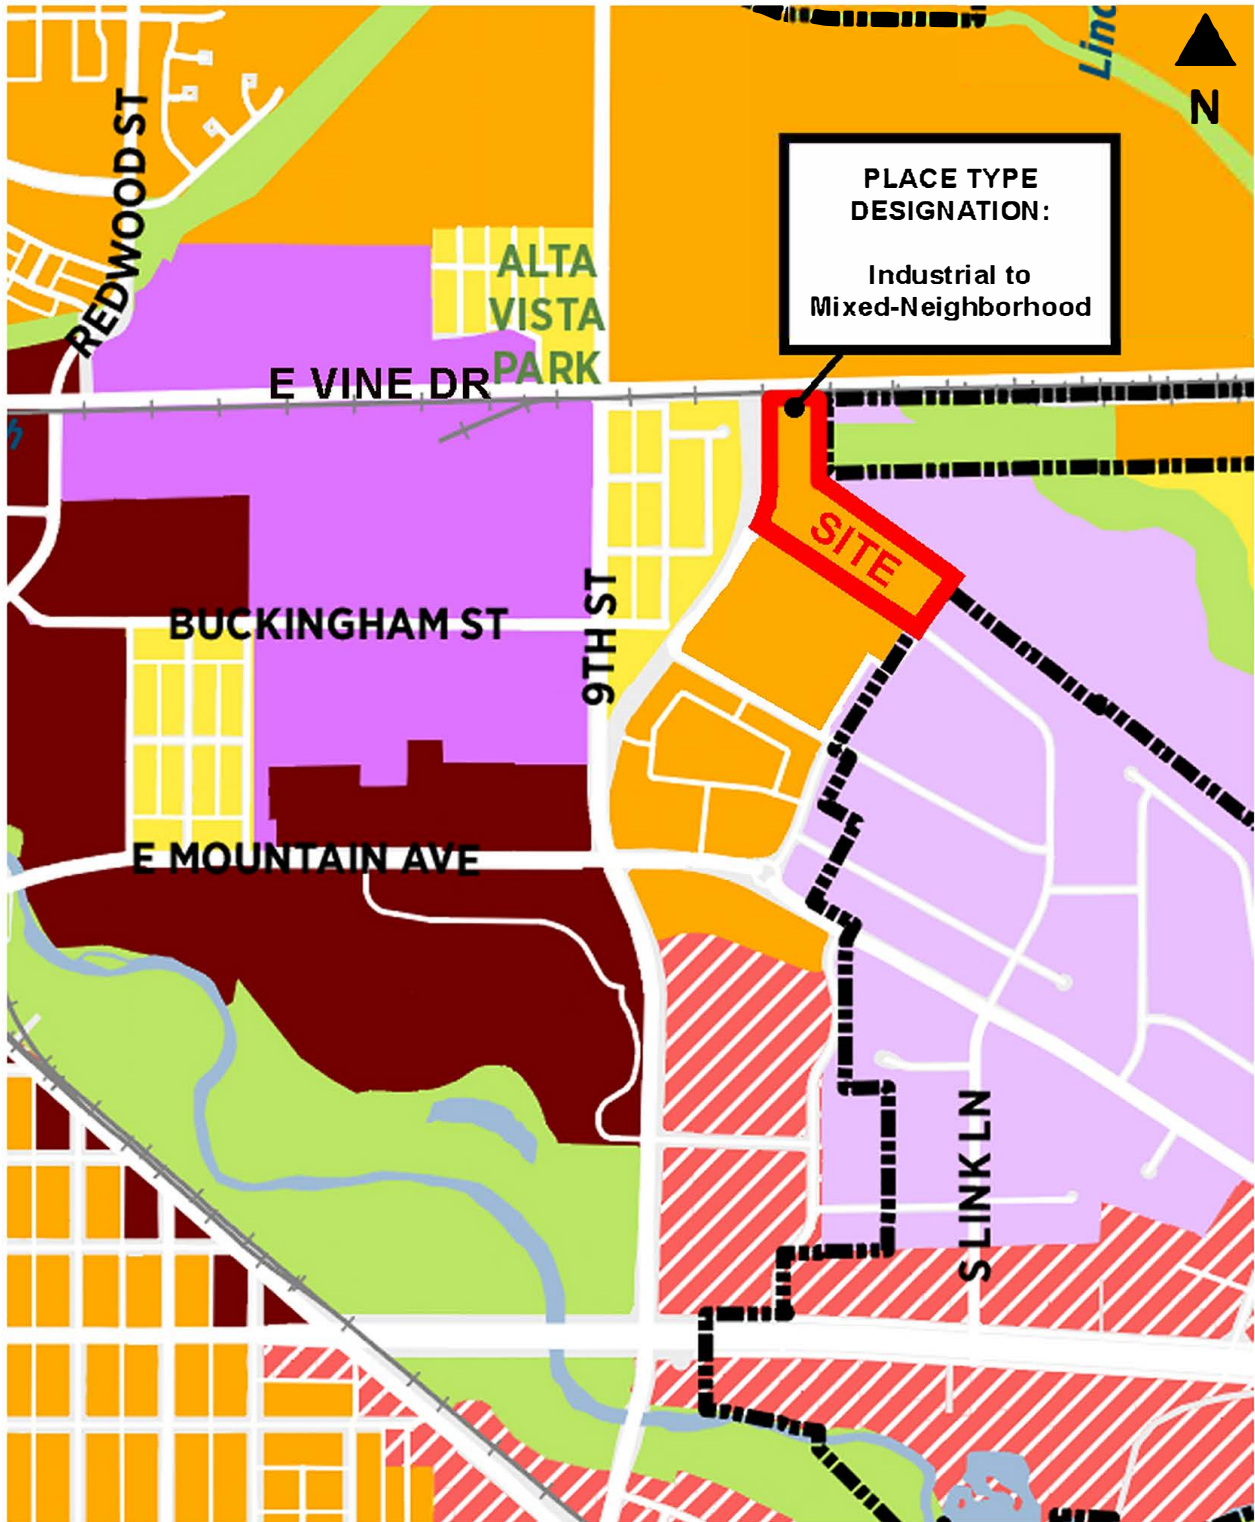 Linc
N
REDWOOD ST
PLACE TYPE
DESIGNATION:
Industrial to
Mixed-Neighborhood
ALTA
VISTA
PARK
E VINE DR
h
SITE
BUCKINGHAM ST
9TH ST
E MOUNTAIN AVE
S LINK LN